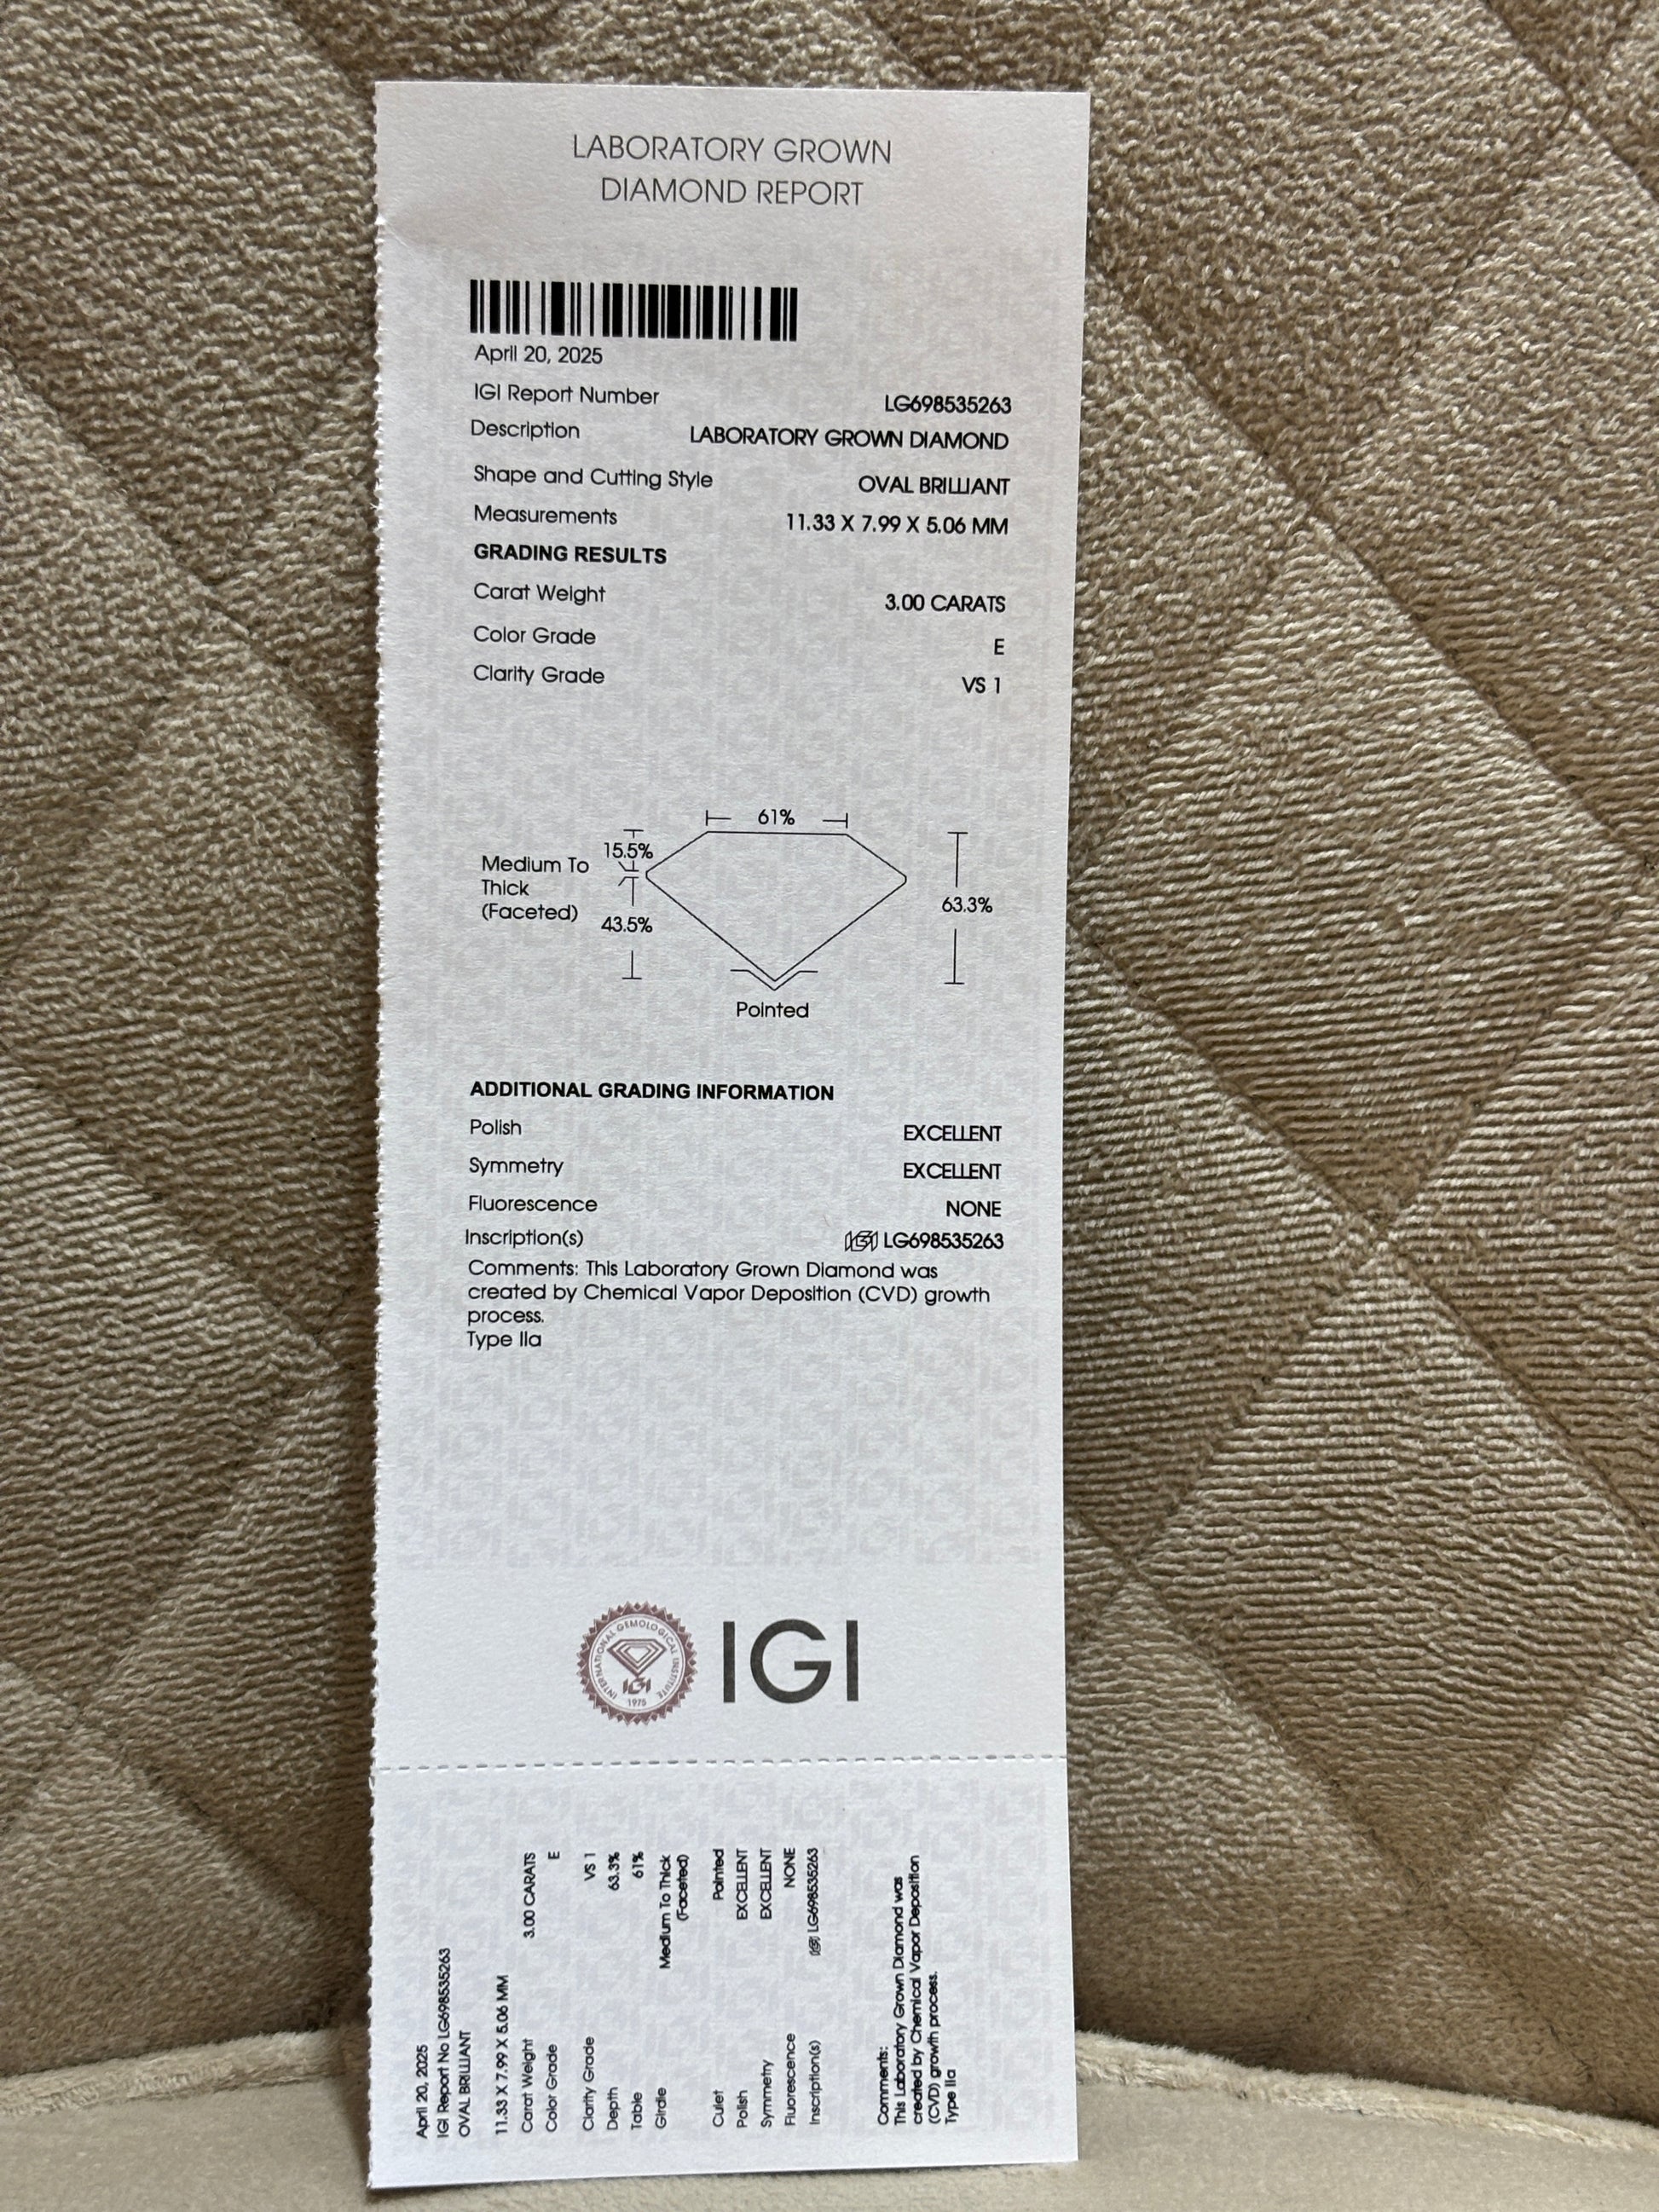 LABORATORY GROWN
DIAMOND REPORT
April 20, 2025
IGI Report Number LG698535263
Description LABORATORY GROWN DIAMOND
Shape and Cutting Style OVAL BRILLIANT
Measurements 11.33 X 7.99 X 5.06 MM
GRADING RESULTS
Carat Weight 3.00 CARATS
Color Grade E
Clarity Grade VS 1
61%
15.5%
Medium To
Thick
(Faceted)
43.5%
63.3%
Pointed
ADDITIONAL GRADING INFORMATION
Polish EXCELLENT
Symmetry EXCELLENT
Fluorescence NONE
Inscription(s) IGI LG698535263
Comments: This Laboratory Grown Diamond was
created by Chemical Vapor Deposition (CVD) growth
process.
Type IIa
INTERNATIONAL GEMOLOGICAL INSTITUTE
IGI
1975
IGI
April 20, 2025
IGI Report No LG698535263
OVAL BRILLIANT
11.33 X 7.99 X 5.06 MM
Carat Weight 3.00 CARATS
Color Grade E
Clarity Grade VS 1
Depth 63.3%
Table 61%
Girdle Medium To Thick
(Faceted)
Culet Pointed
Polish EXCELLENT
Symmetry EXCELLENT
Fluorescence NONE
Inscription(s) IGI LG698535263
Comments:
This Laboratory Grown Diamond was
created by Chemical Vapor Deposition
(CVD) growth process.
Type IIa